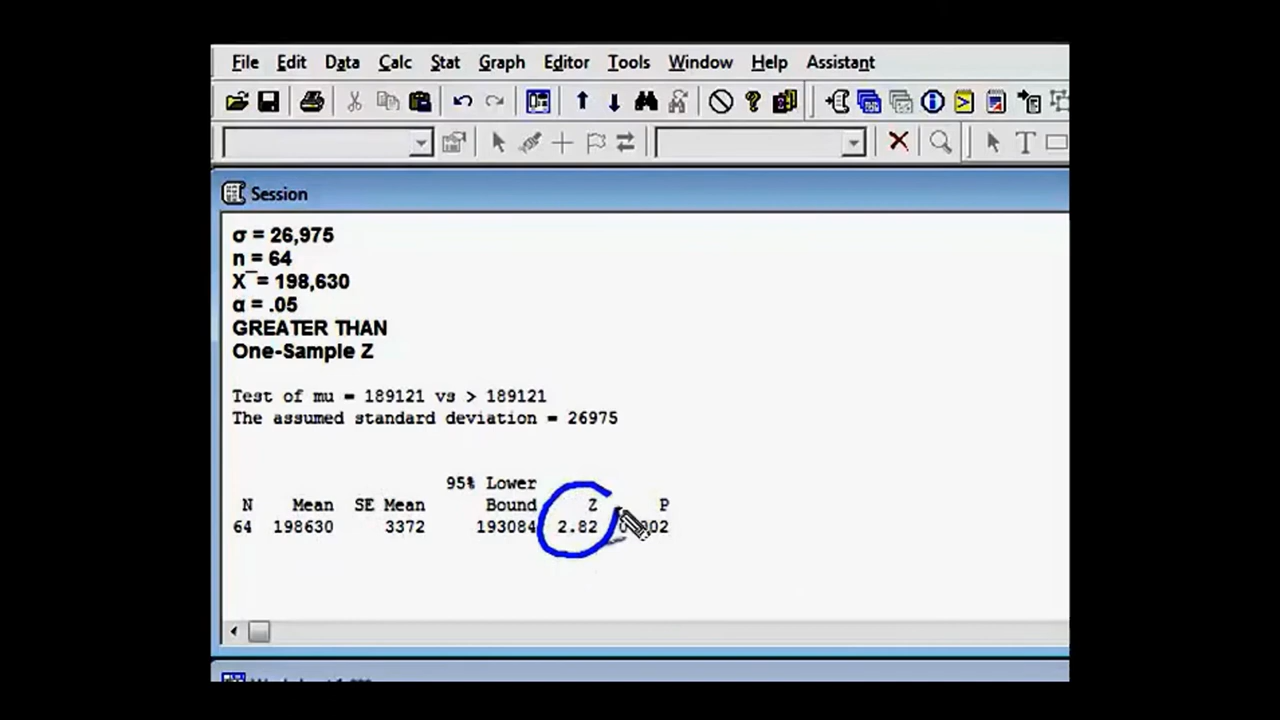 File Edit Data Calc Stat Graph Editor Tools Window Help Assistant
Session
σ = 26,975
n = 64
X¯= 198,630
α = .05
GREATER THAN
One-Sample Z
Test of mu = 189121 vs > 189121
The assumed standard deviation = 26975
95% Lower
N Mean SE Mean Bound Z P
64 198630 3372 193084 2.82